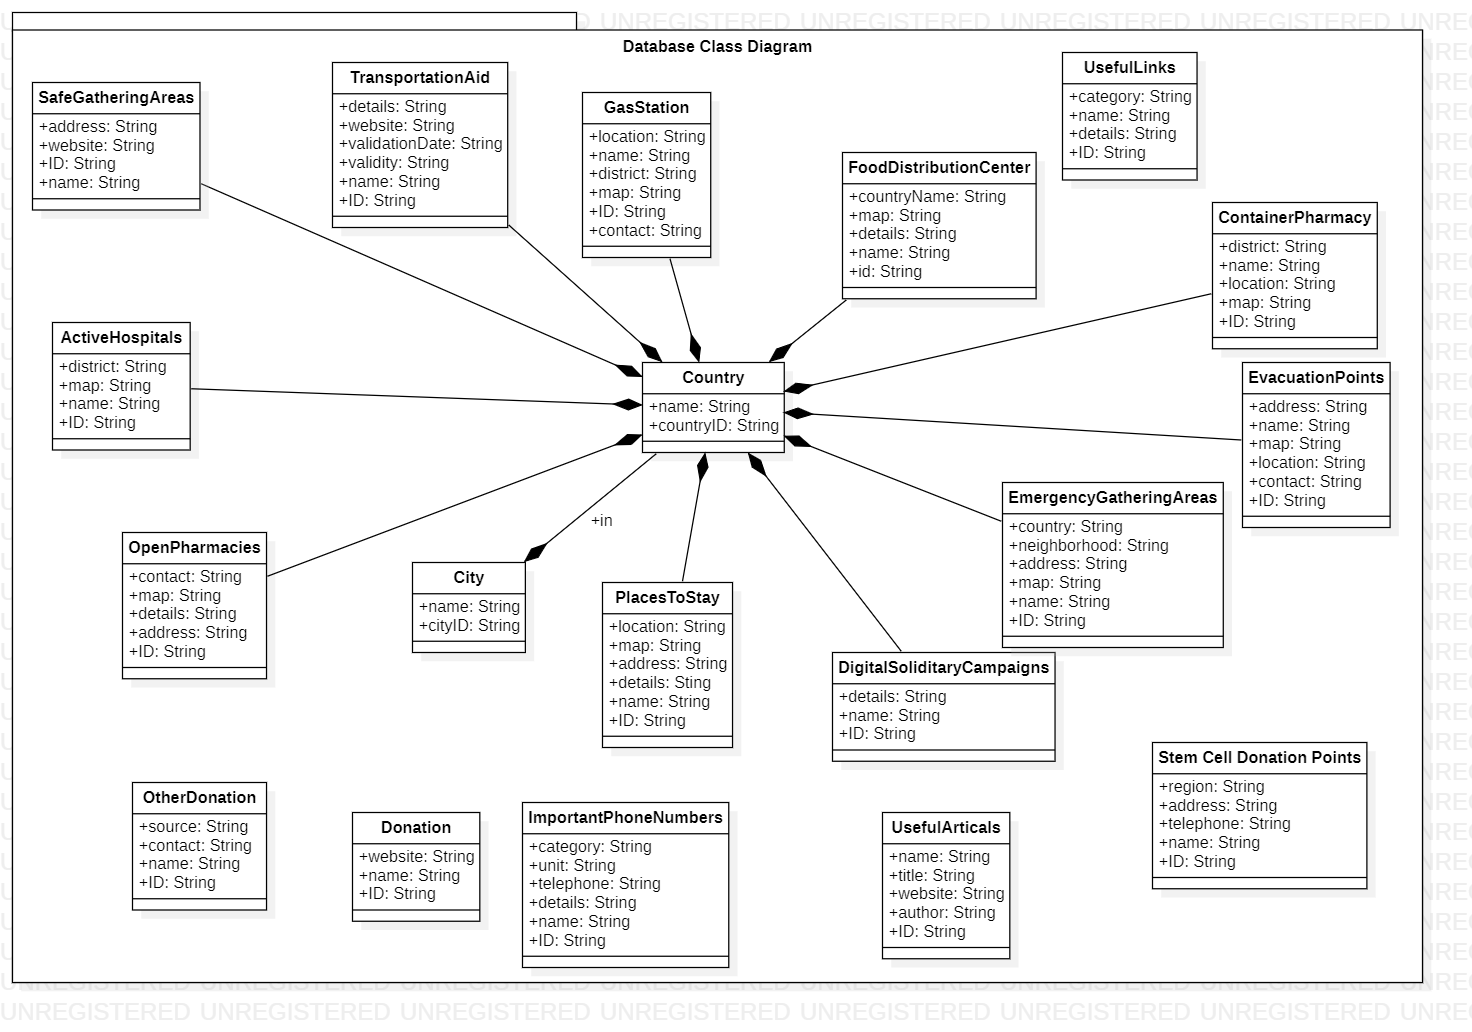 UNREGISTERED UNREGISTERED UNREGISTERED UNREGISTERED
Database Class Diagram
SafeGatheringAreas
+address: String
+website: String
+ID: String
+name: String
TransportationAid
+details: String
+website: String
+validationDate: String
+validity: String
+name: String
+ID: String
GasStation
+location: String
+name: String
+district: String
+map: String
+ID: String
+contact: String
FoodDistributionCenter
+countryName: String
+map: String
+details: String
+name: String
+id: String
UsefulLinks
+category: String
+name: String
+details: String
+ID: String
ContainerPharmacy
+district: String
+name: String
+location: String
+map: String
+ID: String
ActiveHospitals
+district: String
+map: String
+name: String
+ID: String
Country
+name: String
+countryID: String
EvacuationPoints
+address: String
+name: String
+map: String
+location: String
+contact: String
+ID: String
EmergencyGatheringAreas
+country: String
+neighborhood: String
+address: String
+map: String
+name: String
+ID: String
+in
OpenPharmacies
+contact: String
+map: String
+details: String
+address: String
+ID: String
City
+name: String
+cityID: String
PlacesToStay
+location: String
+map: String
+address: String
+details: Sting
+name: String
+ID: String
DigitalSoliditaryCampaigns
+details: String
+name: String
+ID: String
Stem Cell Donation Points
+region: String
+address: String
+telephone: String
+name: String
+ID: String
OtherDonation
+source: String
+contact: String
+name: String
+ID: String
Donation
+website: String
+name: String
+ID: String
ImportantPhoneNumbers
+category: String
+unit: String
+telephone: String
+details: String
+name: String
+ID: String
UsefulArticals
+name: String
+title: String
+website: String
+author: String
+ID: String
UNREGISTERED UNREGISTERED UNREGISTERED UNREGISTERED UNREGISTERED UNREGISTERED UNREGISTERED